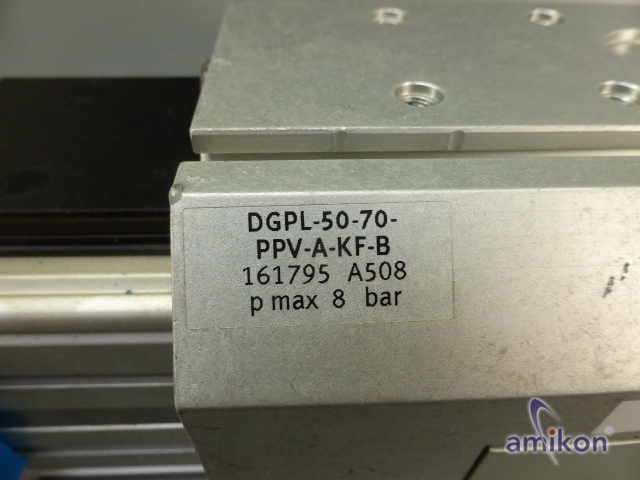 DGPL-50-70-
PPV-A-KF-B
161795 A508
p max 8 bar
amikon